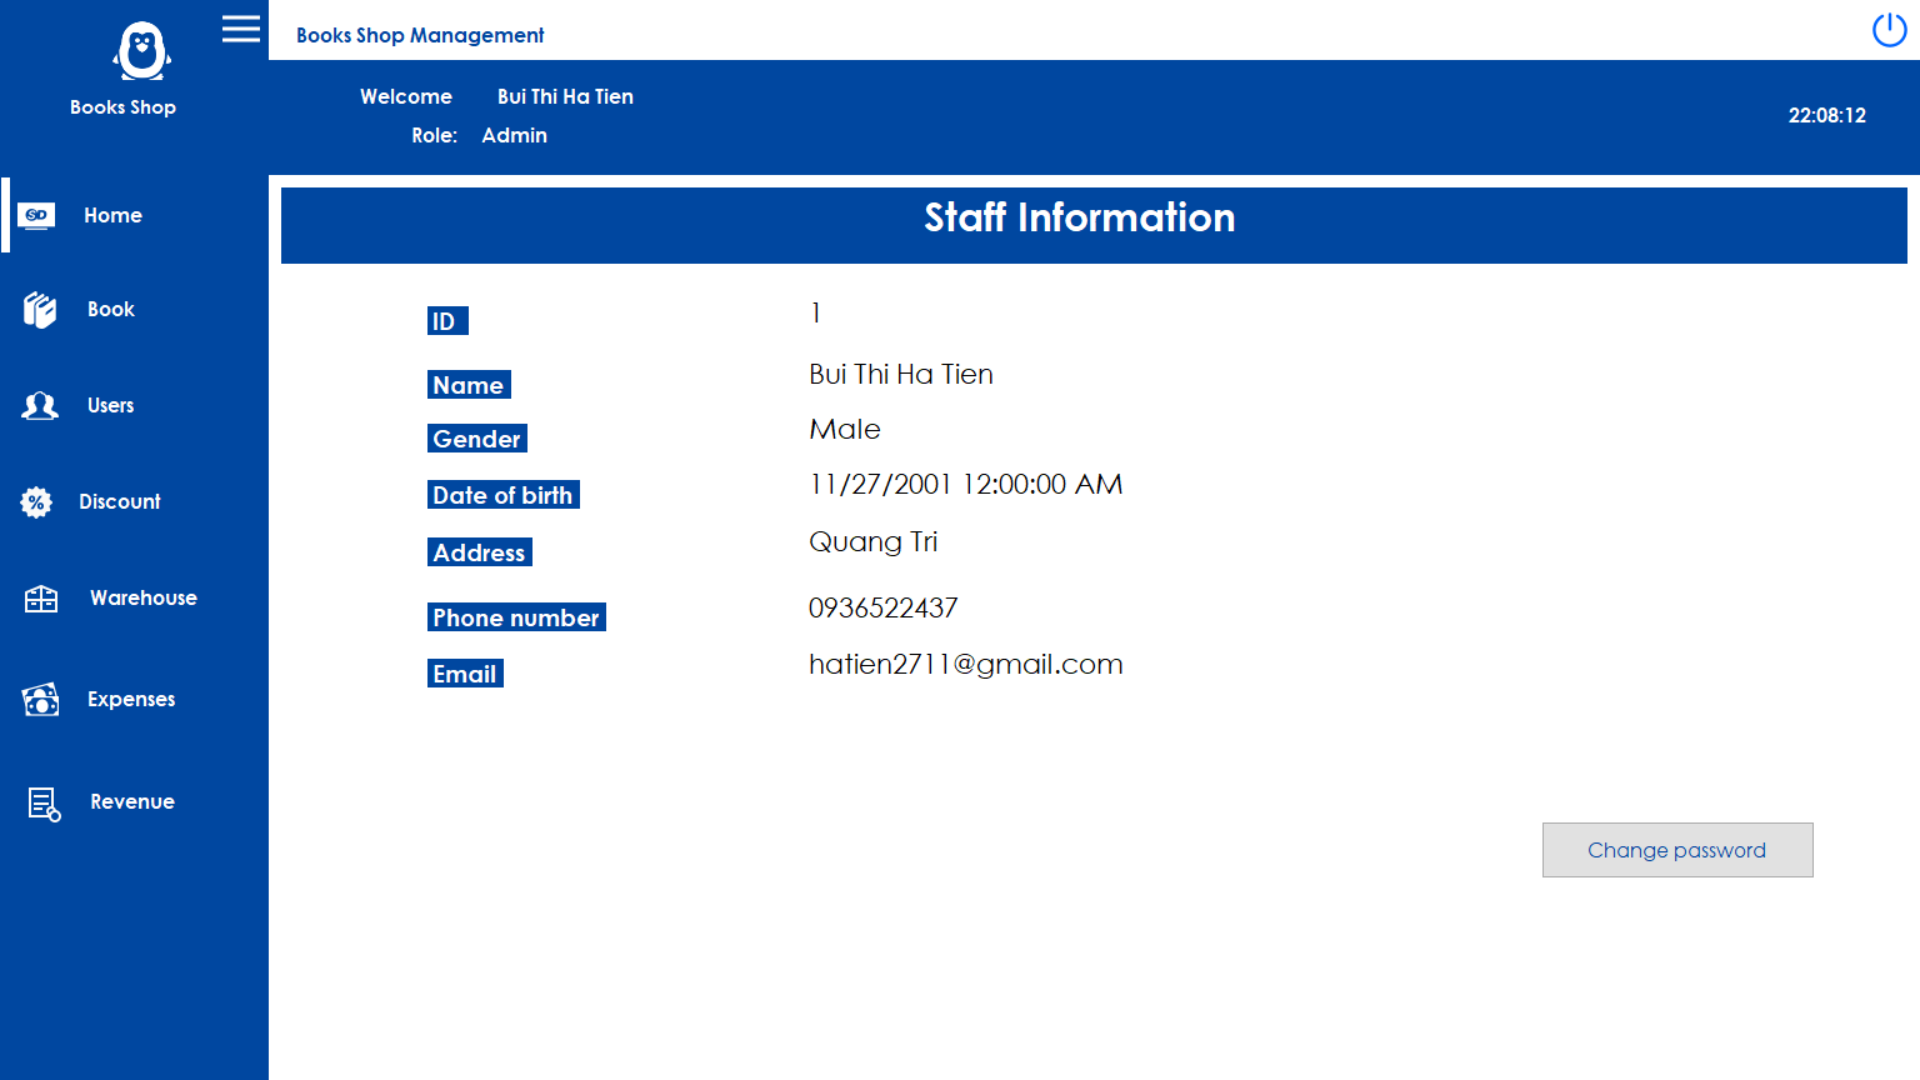 Books Shop Management
Books Shop
Welcome Bui Thi Ha Tien
Role: Admin
22:08:12
Home
Book
Users
Discount
Warehouse
Expenses
Revenue
Staff Information
ID 1
Name Bui Thi Ha Tien
Gender Male
Date of birth 11/27/2001 12:00:00 AM
Address Quang Tri
Phone number 0936522437
Email hatien2711@gmail.com
Change password